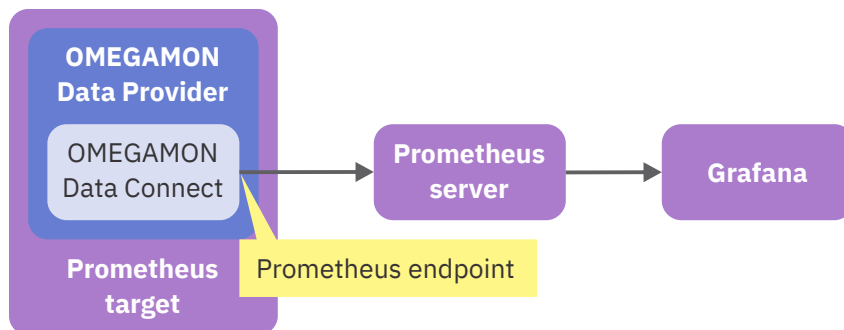 OMEGAMON
Data Provider
OMEGAMON
Data Connect
Prometheus
server
Grafana
Prometheus endpoint
Prometheus
target